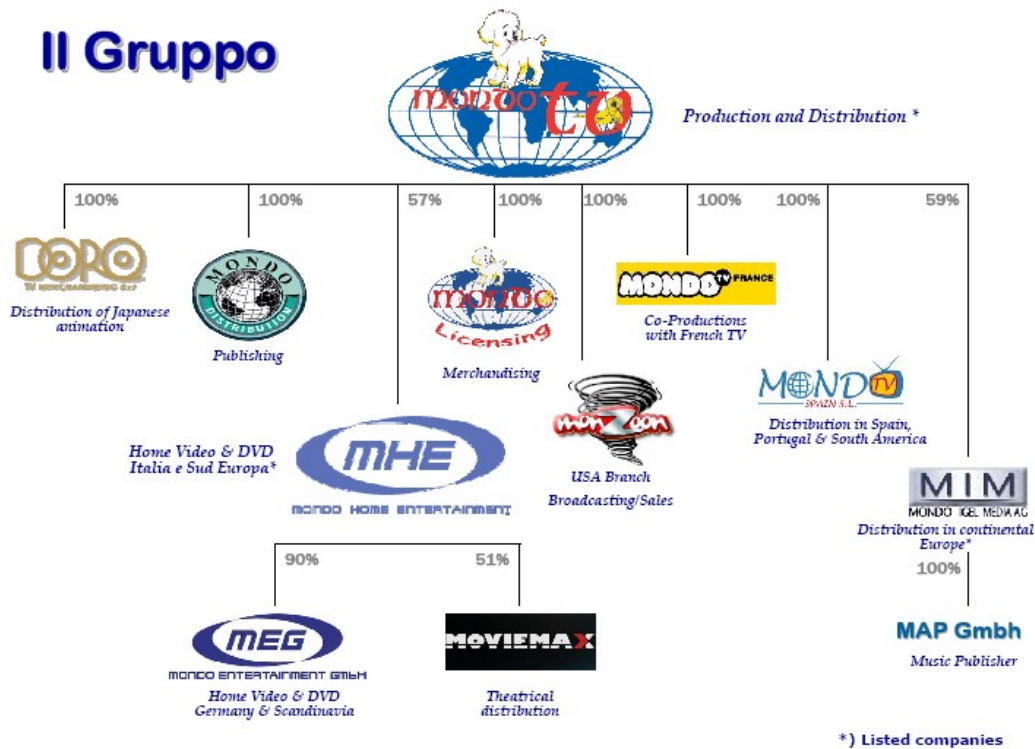 Il Gruppo
MONDO tv
Production and Distribution *
100%
100%
57%
100%
100%
100%
100%
59%
DORO
TV MERCHANDISING S.r.l.
Distribution of Japanese
animation
MONDO
DISTRIBUTION
Publishing
MONDO
Licensing
Merchandising
MONDO TV FRANCE
Co-Productions
with French TV
Home Video & DVD
Italia e Sud Europa*
MHE
MONDO HOME ENTERTAINMENT
monZoon
USA Branch
Broadcasting/Sales
MONDO TV
SPAIN S.L.
Distribution in Spain,
Portugal & South America
MIM
MONDO IGEL MEDIA AG
Distribution in continental
Europe*
90%
51%
100%
MEG
MONDO ENTERTAINMENT GmbH
Home Video & DVD
Germany & Scandinavia
MOVIEMAX
Theatrical
distribution
MAP Gmbh
Music Publisher
*) Listed companies